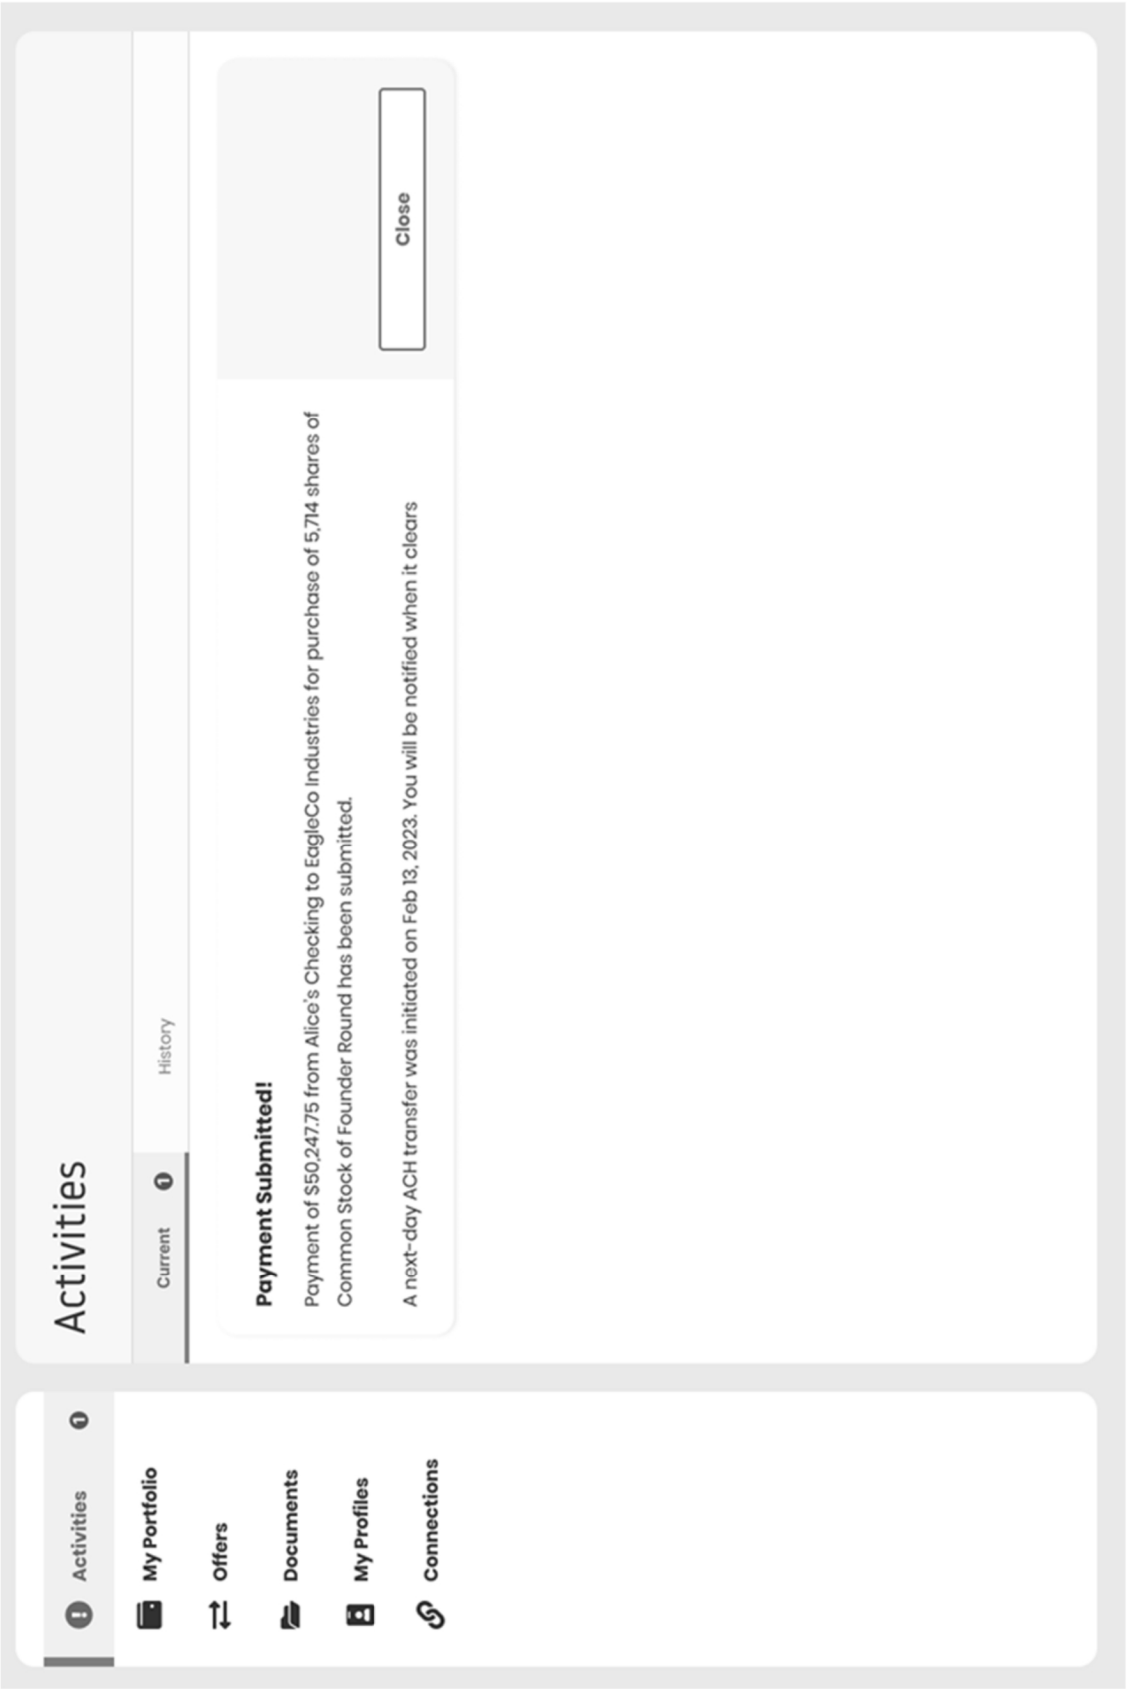 Activities 1
My Portfolio
Offers
Documents
My Profiles
Connections
Activities
Current 1
History
Payment Submitted!
Payment of $50,247.75 from Alice's Checking to EagleCo Industries for purchase of 5,714 shares of
Common Stock of Founder Round has been submitted.
A next-day ACH transfer was initiated on Feb 13, 2023. You will be notified when it clears
Close